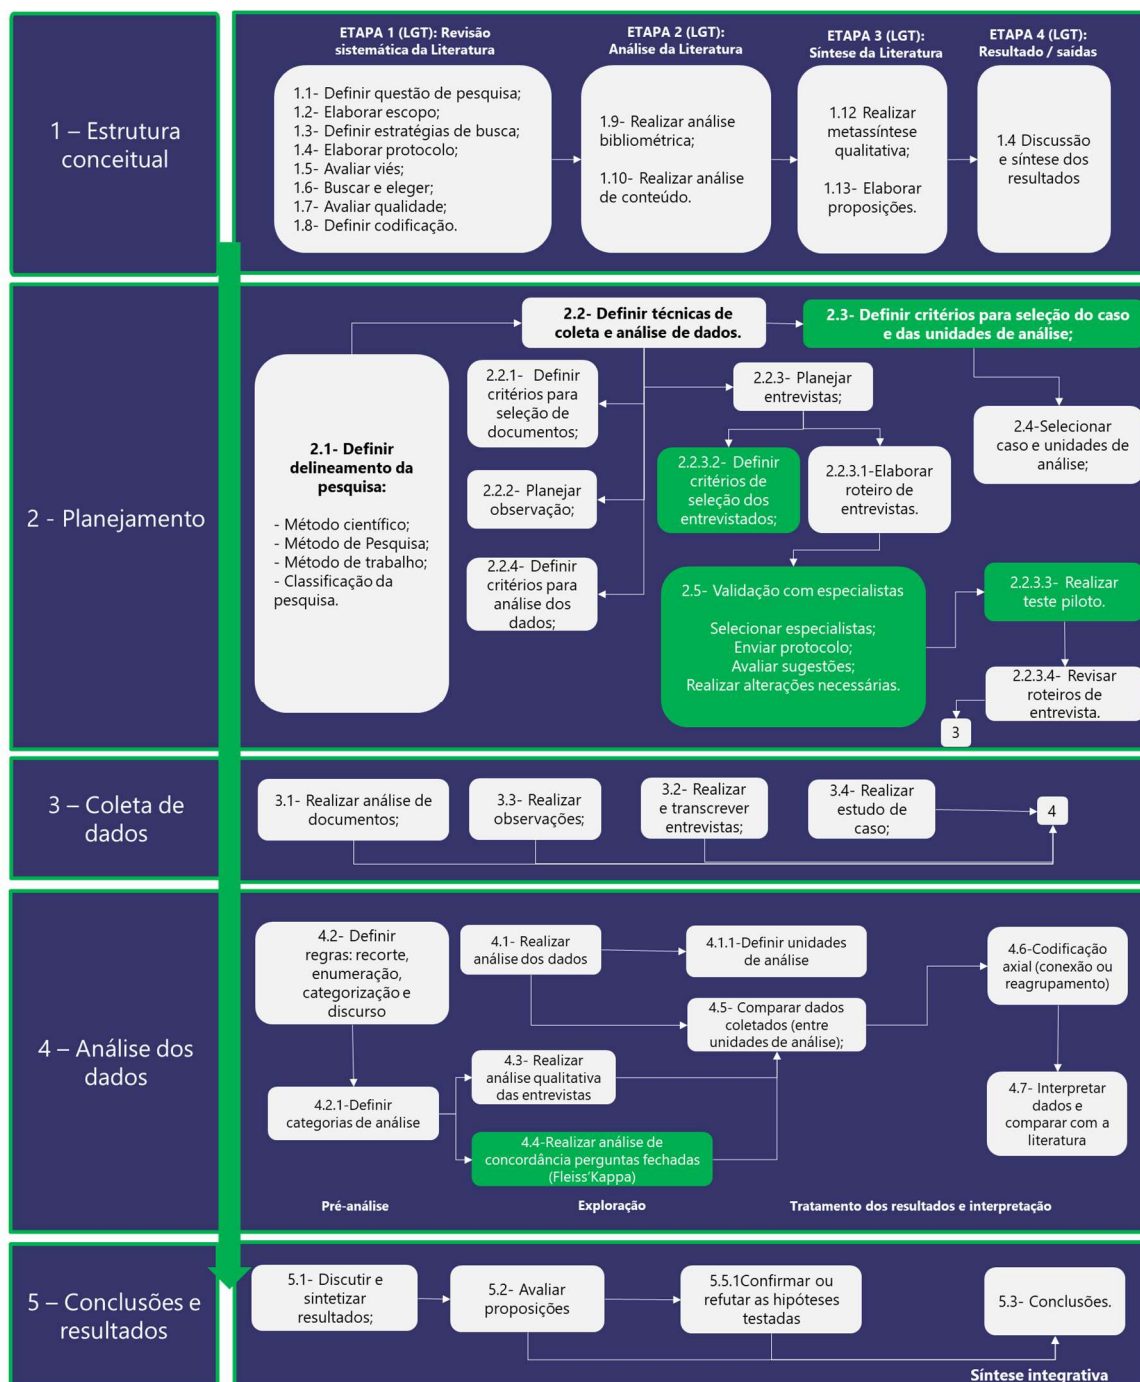 1 – Estrutura
conceitual
ETAPA 1 (LGT): Revisão
sistemática da Literatura
1.1- Definir questão de pesquisa;
1.2- Elaborar escopo;
1.3- Definir estratégias de busca;
1.4- Elaborar protocolo;
1.5- Avaliar viés;
1.6- Buscar e eleger;
1.7- Avaliar qualidade;
1.8- Definir codificação.
ETAPA 2 (LGT):
Análise da Literatura
1.9- Realizar análise
bibliométrica;
1.10- Realizar análise
de conteúdo.
ETAPA 3 (LGT):
Síntese da Literatura
1.12 Realizar
metassíntese
qualitativa;
1.13- Elaborar
proposições.
ETAPA 4 (LGT):
Resultado / saídas
1.4 Discussão
e síntese dos
resultados
2 - Planejamento
2.1- Definir
delineamento da
pesquisa:
- Método científico;
- Método de Pesquisa;
- Método de trabalho;
- Classificação da
pesquisa.
2.2- Definir técnicas de
coleta e análise de dados.
2.3- Definir critérios para seleção do caso
e das unidades de análise;
2.2.1- Definir
critérios para
seleção de
documentos;
2.2.3- Planejar
entrevistas;
2.4-Selecionar
caso e unidades de
análise;
2.2.2- Planejar
observação;
2.2.3.2- Definir
critérios de
seleção dos
entrevistados;
2.2.3.1-Elaborar
roteiro de
entrevistas.
2.2.4- Definir
critérios para
análise dos
dados;
2.5- Validação com especialistas
Selecionar especialistas;
Enviar protocolo;
Avaliar sugestões;
Realizar alterações necessárias.
2.2.3.3- Realizar
teste piloto.
2.2.3.4- Revisar
roteiros de
entrevista.
3
3 – Coleta de
dados
3.1- Realizar análise de
documentos;
3.3- Realizar
observações;
3.2- Realizar
e transcrever
entrevistas;
3.4- Realizar
estudo de
caso;
4
4 – Análise dos
dados
4.2- Definir
regras: recorte,
enumeração,
categorização e
discurso
4.1- Realizar
análise dos dados
4.1.1-Definir unidades
de análise
4.6-Codificação
axial (conexão ou
reagrupamento)
4.5- Comparar dados
coletados (entre
unidades de análise);
4.3- Realizar
análise qualitativa
das entrevistas
4.2.1-Definir
categorias de análise
4.7- Interpretar
dados e
comparar com a
literatura
4.4-Realizar análise de
concordância perguntas fechadas
(Fleiss'Kappa)
Pré-análise
Exploração
Tratamento dos resultados e interpretação
5 – Conclusões e
resultados
5.1- Discutir e
sintetizar
resultados;
5.2- Avaliar
proposições
5.5.1Confirmar ou
refutar as hipóteses
testadas
5.3- Conclusões.
Síntese integrativa